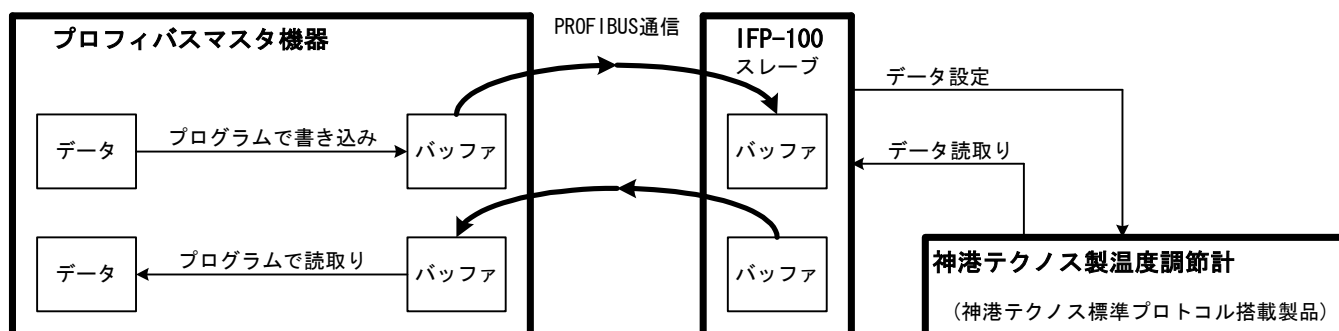 プロフィバスマスタ機器
PROFIBUS通信
IFP-100
スレーブ
データ設定
データ
プログラムで書き込み
バッファ
バッファ
データ読取り
データ
プログラムで読取り
バッファ
バッファ
神港テクノス製温度調節計
(神港テクノス標準プロトコル搭載製品)